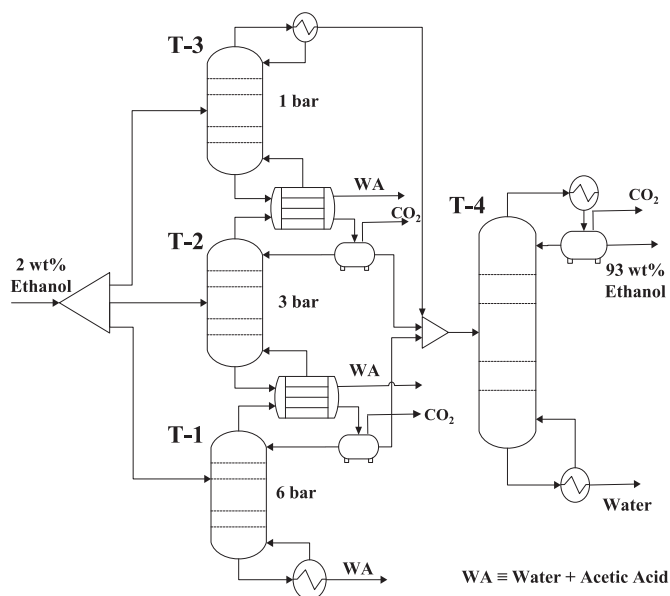 T-3
1 bar
WA
CO₂
T-2
T-4
CO₂
2 wt%
Ethanol
3 bar
93 wt%
Ethanol
WA
CO₂
T-1
6 bar
Water
WA
WA ≡ Water + Acetic Acid